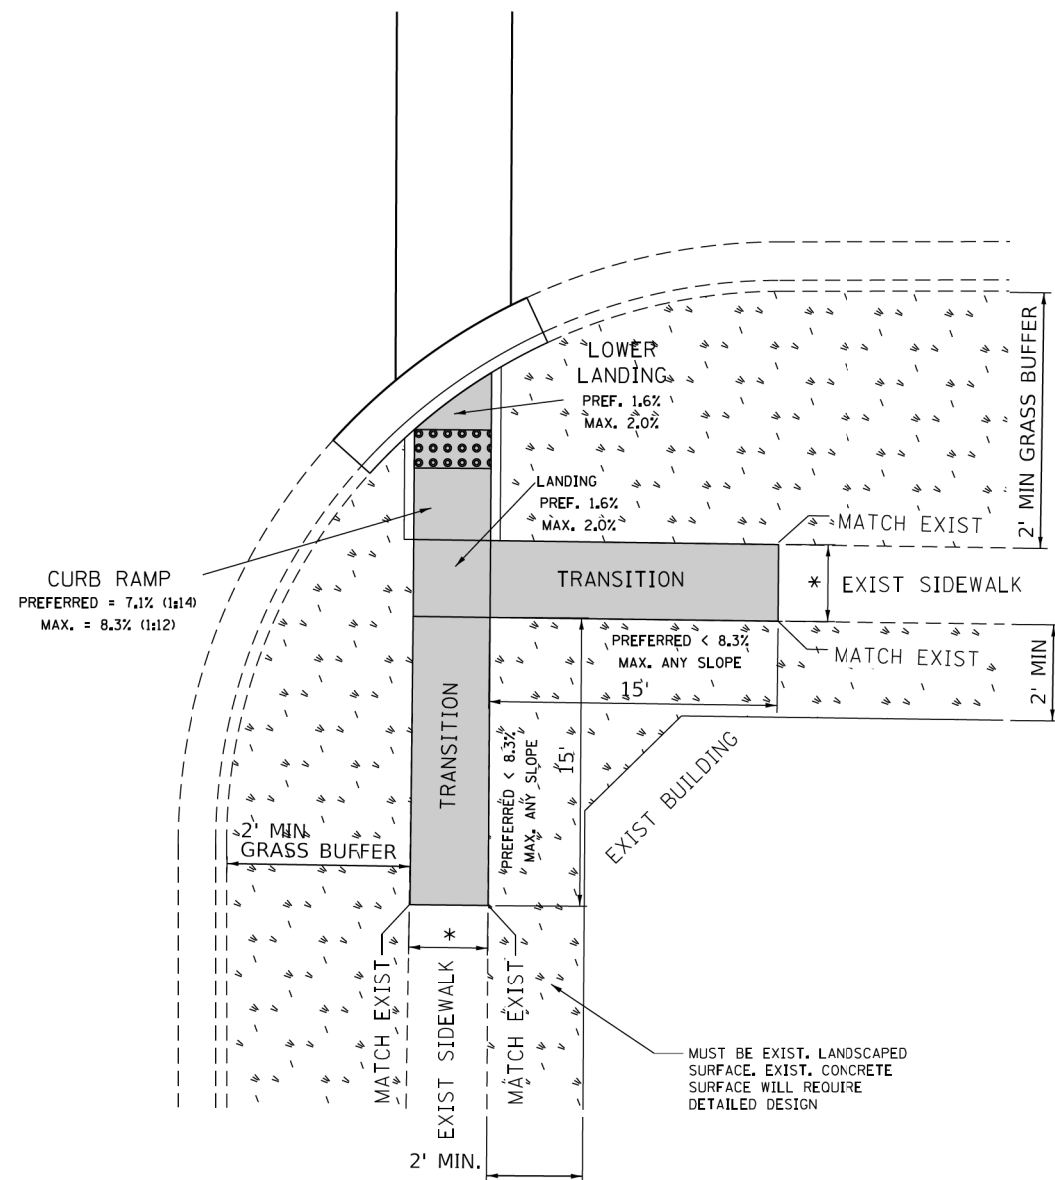 LOWER
LANDING
PREF. 1.6%
MAX. 2.0%
2' MIN GRASS BUFFER
LANDING
PREF. 1.6%
MAX. 2.0%
MATCH EXIST
CURB RAMP
PREFERRED = 7.1% (1:14)
MAX. = 8.3% (1:12)
TRANSITION
* EXIST SIDEWALK
PREFERRED < 8.3%
MAX. ANY SLOPE
MATCH EXIST
15'
2' MIN
TRANSITION
PREFERRED < 8.3%
MAX. ANY SLOPE
15'
EXIST BUILDING
2' MIN
GRASS BUFFER
*
MATCH EXIST
EXIST SIDEWALK
MATCH EXIST
MUST BE EXIST. LANDSCAPED
SURFACE. EXIST. CONCRETE
SURFACE WILL REQUIRE
DETAILED DESIGN
2' MIN.